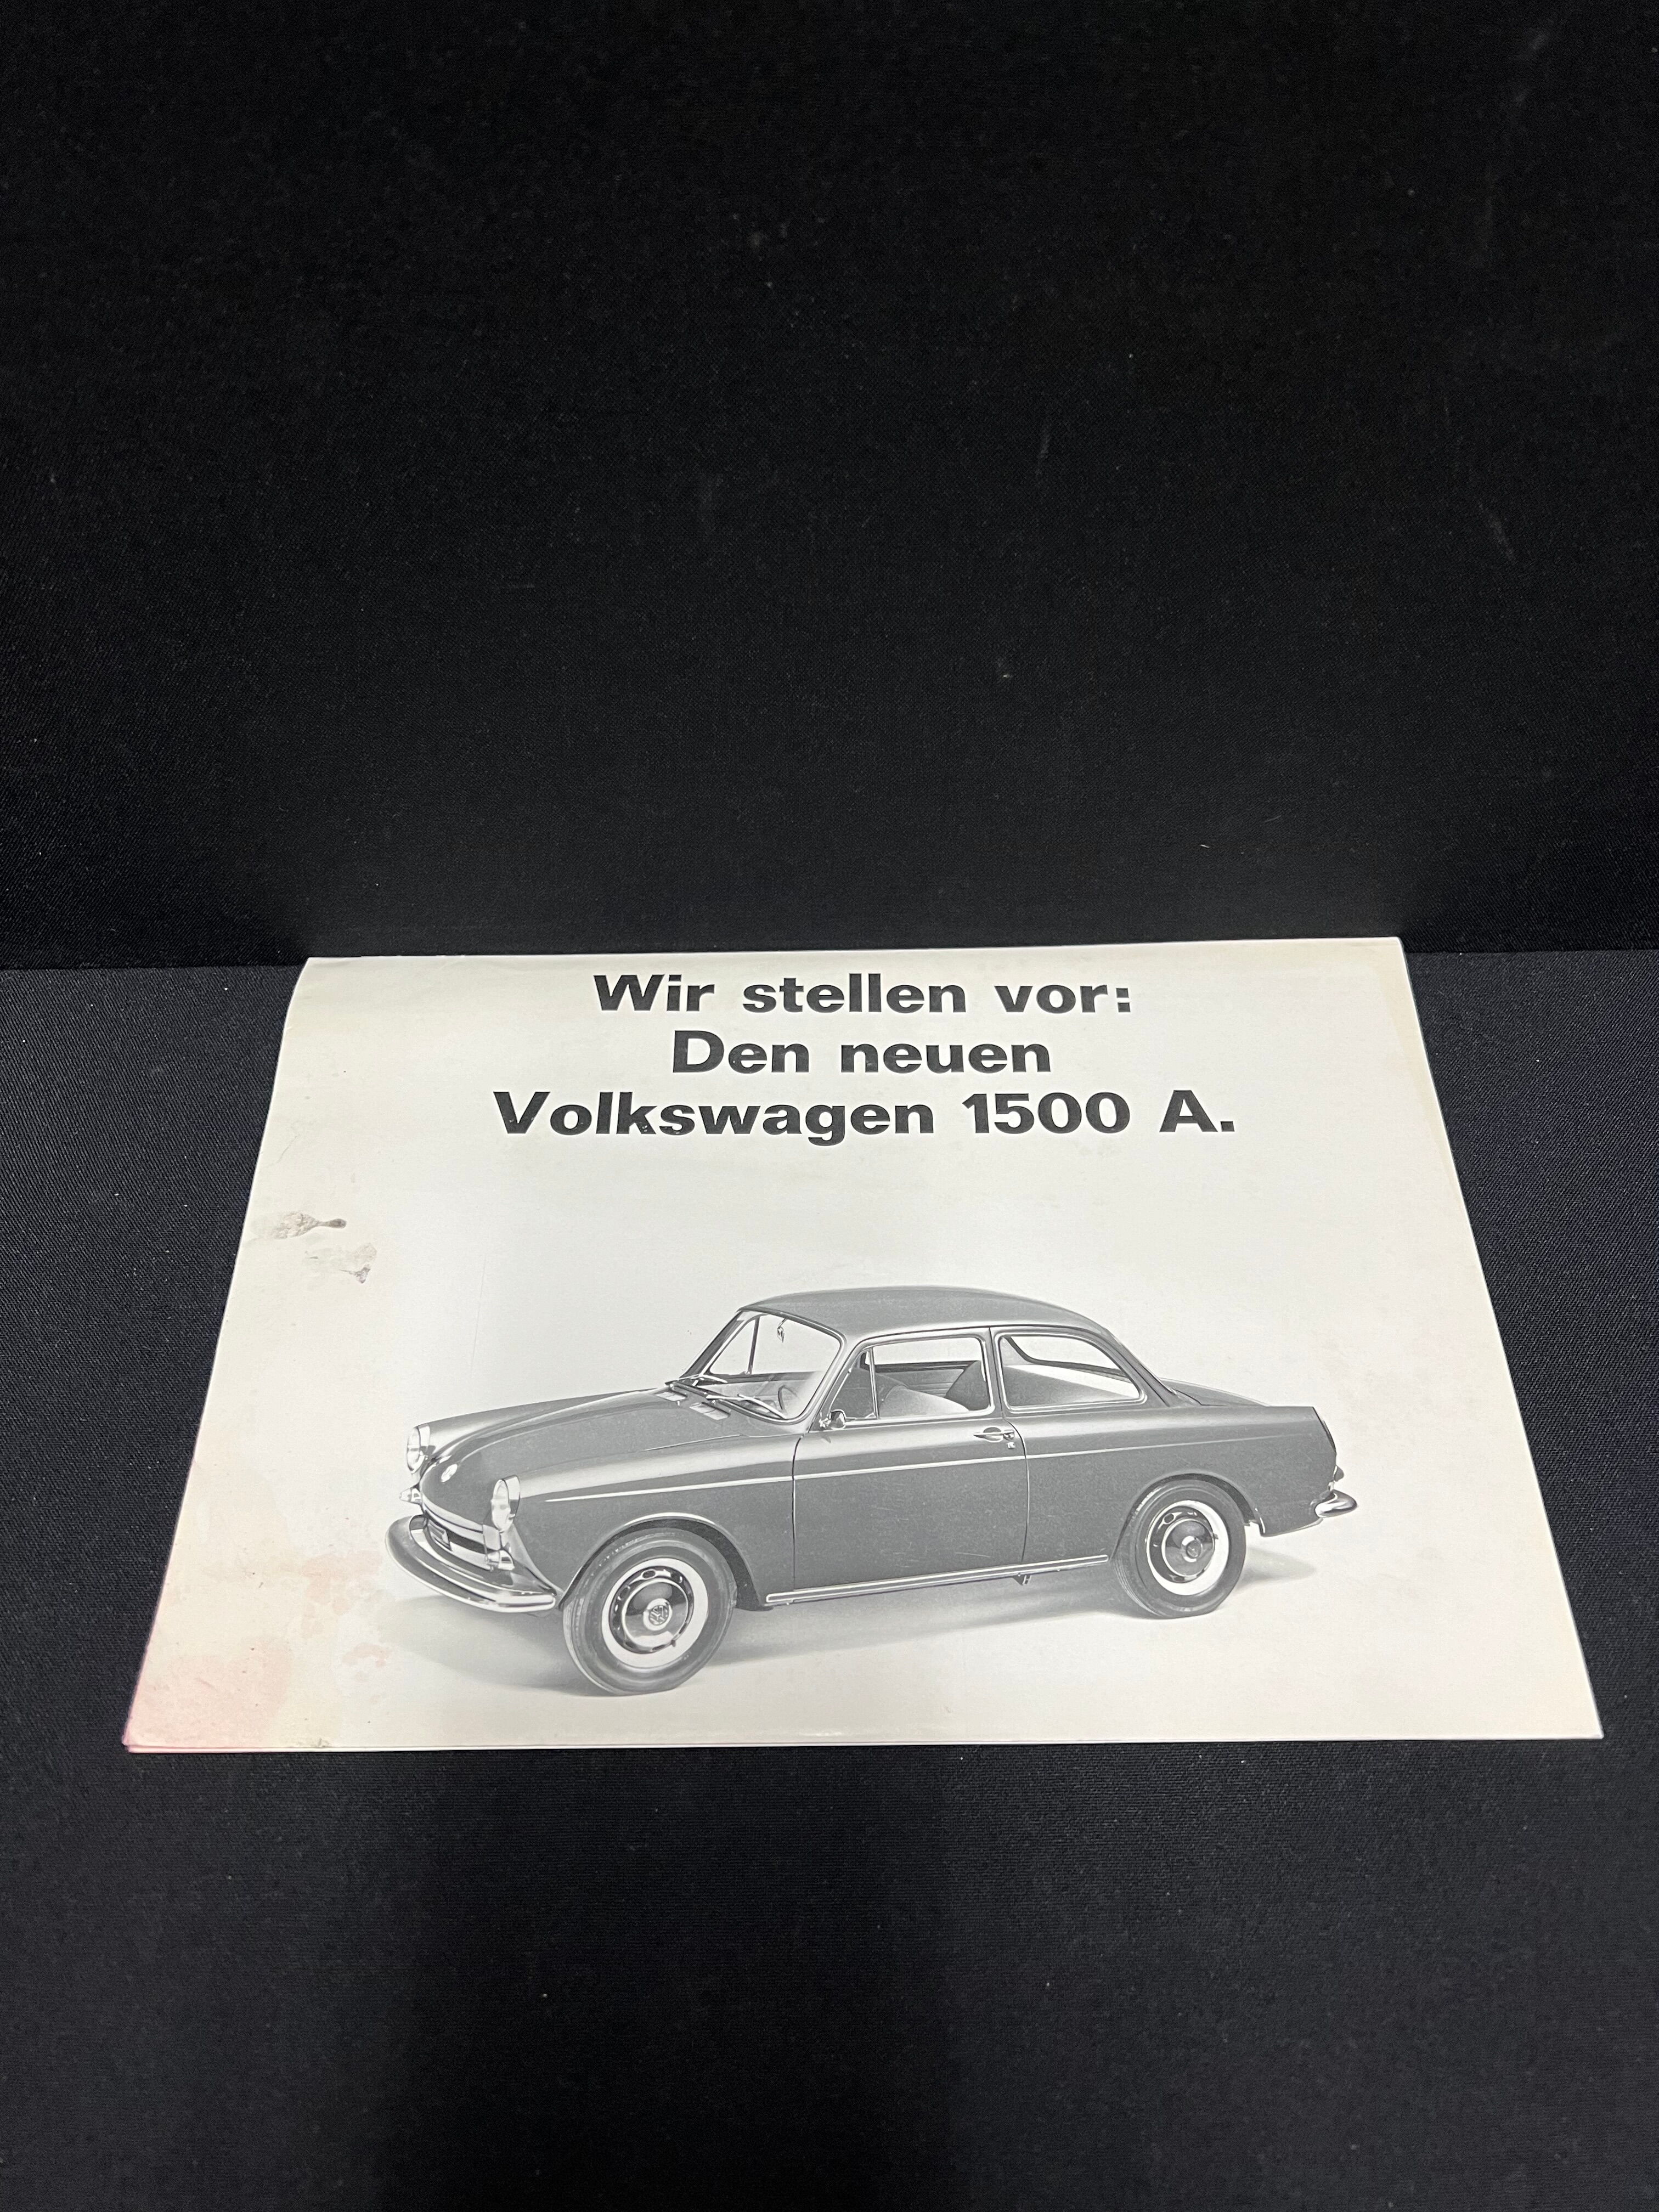 Wir stellen vor:
Den neuen
Volkswagen 1500 A.